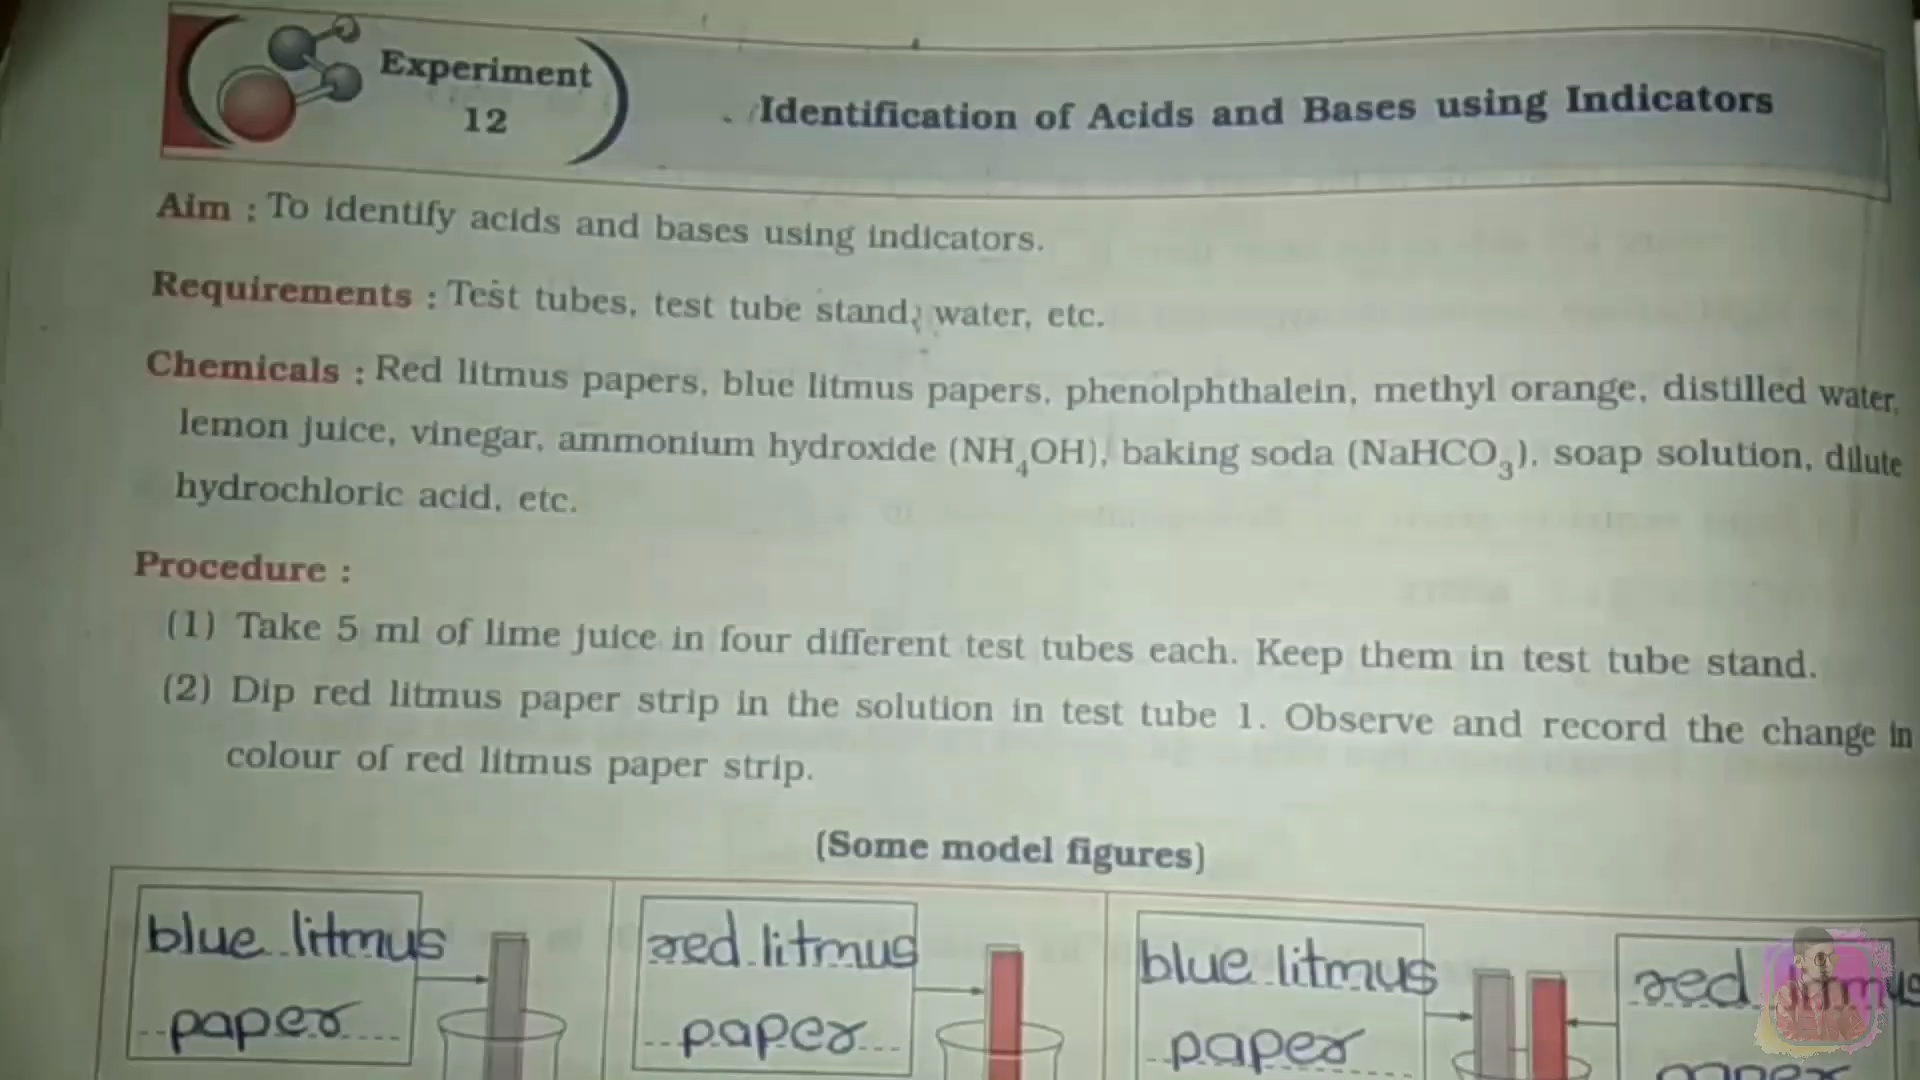 Experiment
12
Identification of Acids and Bases using Indicators
Aim : To identify acids and bases using indicators.
Requirements : Test tubes, test tube stand, water, etc.
Chemicals : Red litmus papers, blue litmus papers, phenolphthalein, methyl orange, distilled water,
lemon juice, vinegar, ammonium hydroxide (NH₄OH), baking soda (NaHCO₃), soap solution, dilute
hydrochloric acid, etc.
Procedure :
(1) Take 5 ml of lime juice in four different test tubes each. Keep them in test tube stand.
(2) Dip red litmus paper strip in the solution in test tube 1. Observe and record the change in
colour of red litmus paper strip.
(Some model figures)
blue litmus
paper
red litmus
paper
blue litmus
paper
red litmus
paper